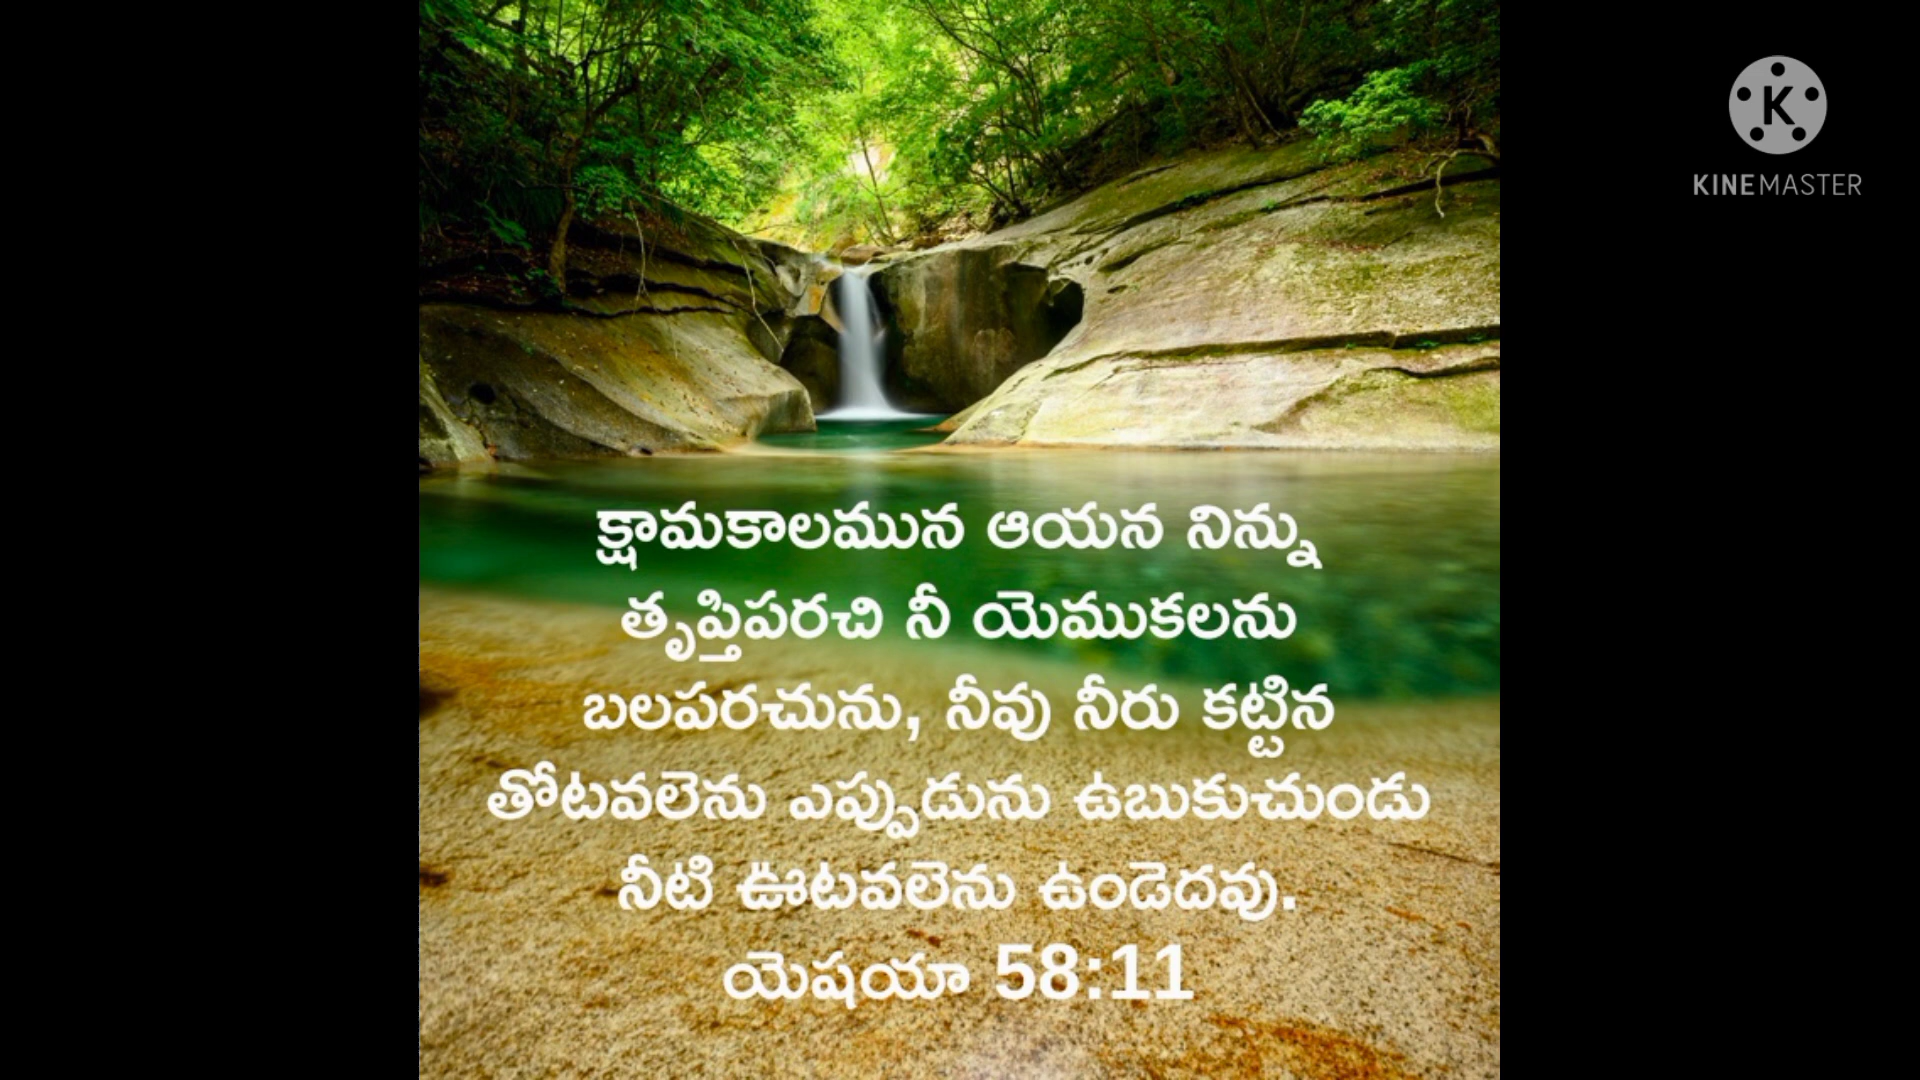 KINEMASTER
క్షామకాలమున ఆయన నిన్ను
తృప్తిపరచి నీ యెముకలను
బలపరచును, నీవు నీరు కట్టిన
తోటవలెను ఎప్పుడును ఉబుకుచుండు
నీటి ఊటవలెను ఉండెదవు.
యెషయా 58:11